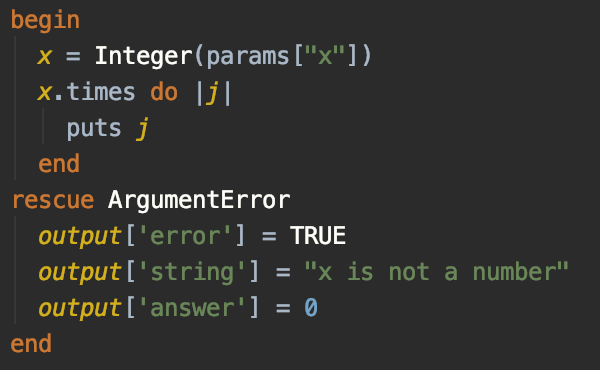 begin
  x = Integer(params["x"])
  x.times do |j|
    puts j
  end
rescue ArgumentError
  output['error'] = TRUE
  output['string'] = "x is not a number"
  output['answer'] = 0
end